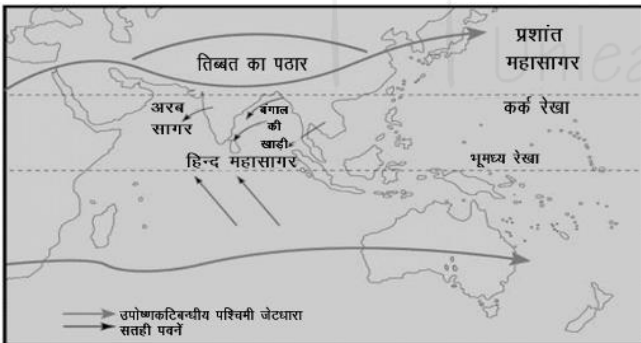 प्रशांत
महासागर
तिब्बत का पठार
कर्क रेखा
अरब
सागर
बंगाल
की
खाड़ी
हिन्द महासागर
भूमध्य रेखा
उपोष्णकटिबन्धीय पश्चिमी जेटधारा
सतही पवनें